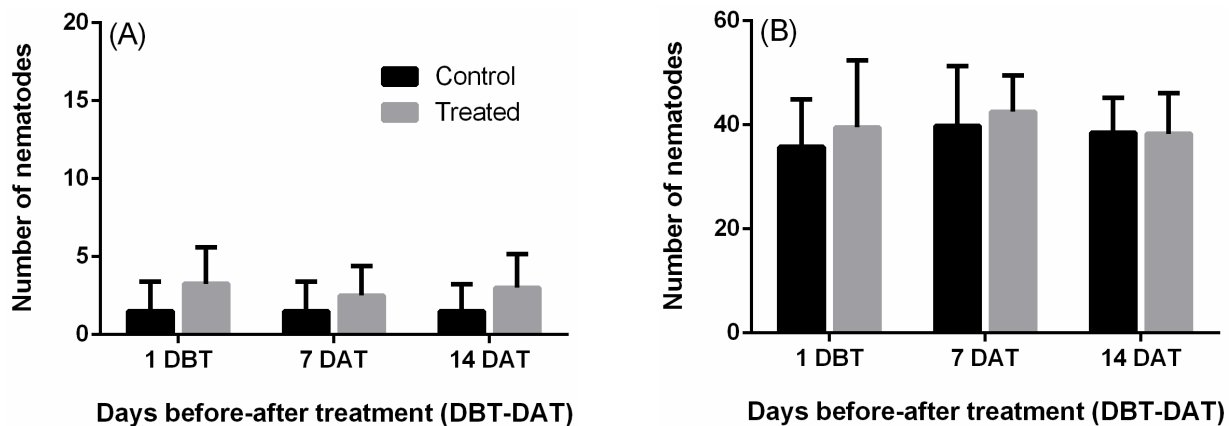 (A)
Number of nematodes
20
15
10
5
0
Control
Treated
1 DBT
7 DAT
14 DAT
Days before-after treatment (DBT-DAT)
(B)
Number of nematodes
60
40
20
0
1 DBT
7 DAT
14 DAT
Days before-after treatment (DBT-DAT)